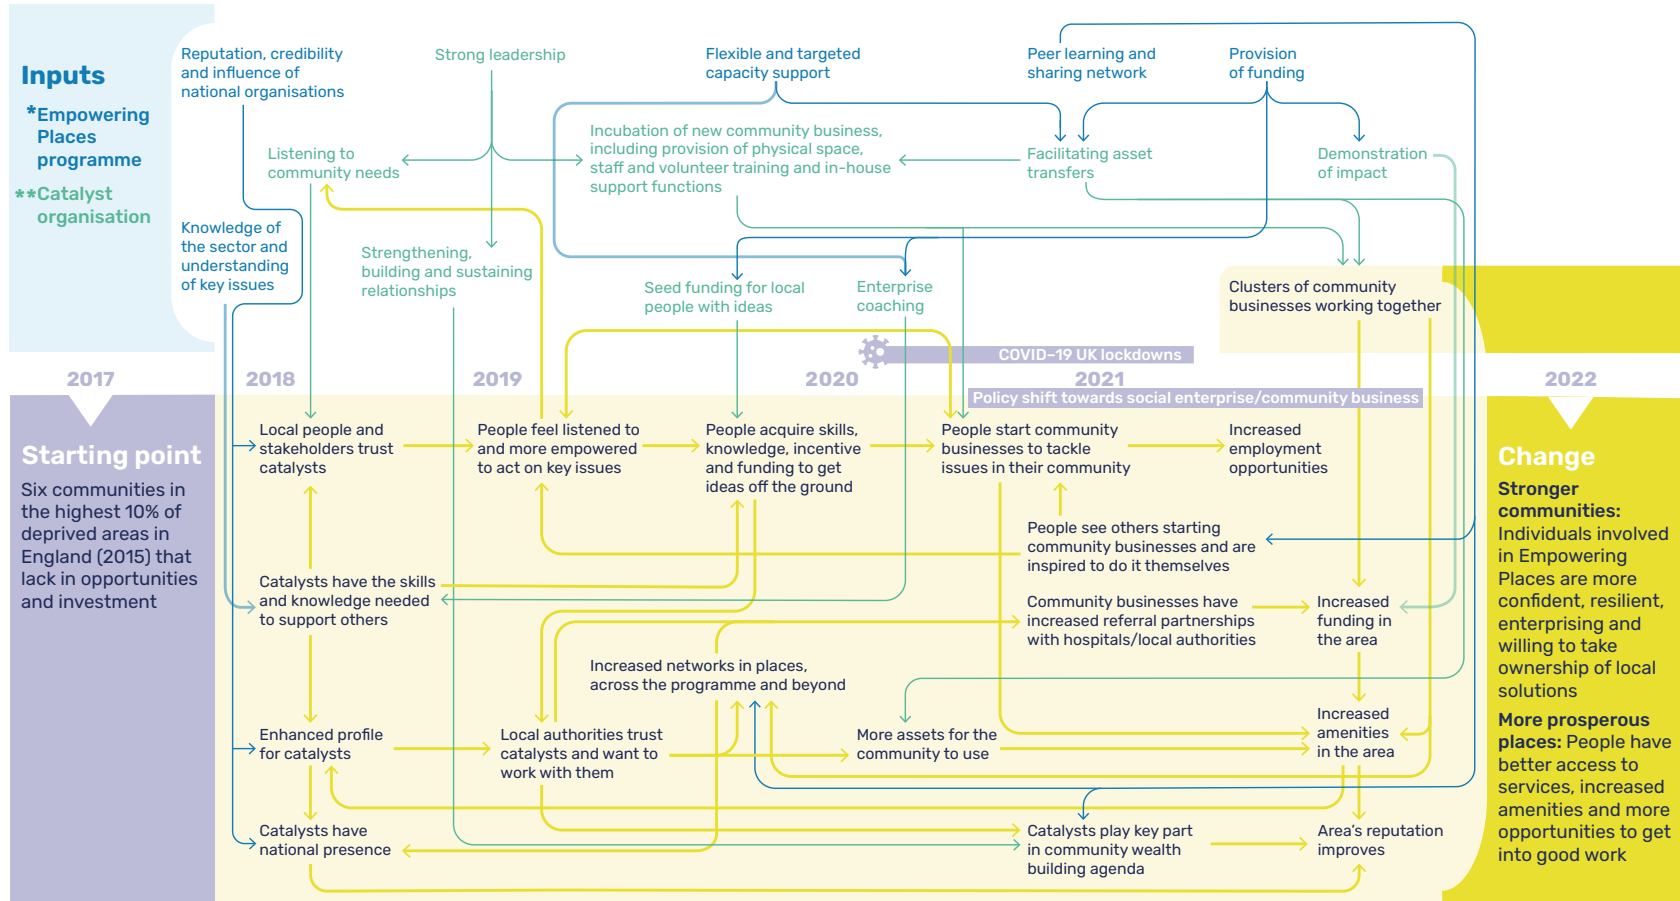 Inputs
*Empowering
Places
programme
**Catalyst
organisation
Reputation, credibility
and influence of
national organisations
Strong leadership
Flexible and targeted
capacity support
Peer learning and
sharing network
Provision
of funding
Listening to
community needs
Incubation of new community business,
including provision of physical space,
staff and volunteer training and in-house
support functions
Facilitating asset
transfers
Demonstration
of impact
Knowledge of
the sector and
understanding
of key issues
Strengthening,
building and sustaining
relationships
Seed funding for local
people with ideas
Enterprise
coaching
Clusters of community
businesses working together
COVID–19 UK lockdowns
2017
2018
2019
2020
2021
2022
Policy shift towards social enterprise/community business
Starting point
Six communities in
the highest 10% of
deprived areas in
England (2015) that
lack in opportunities
and investment
Local people and
stakeholders trust
catalysts
People feel listened to
and more empowered
to act on key issues
People acquire skills,
knowledge, incentive
and funding to get
ideas off the ground
People start community
businesses to tackle
issues in their community
Increased
employment
opportunities
People see others starting
community businesses and are
inspired to do it themselves
Catalysts have the skills
and knowledge needed
to support others
Community businesses have
increased referral partnerships
with hospitals/local authorities
Increased
funding in
the area
Increased networks in places,
across the programme and beyond
Enhanced profile
for catalysts
Local authorities trust
catalysts and want to
work with them
More assets for the
community to use
Increased
amenities
in the area
Catalysts have
national presence
Catalysts play key part
in community wealth
building agenda
Area's reputation
improves
Change
Stronger
communities:
Individuals involved
in Empowering
Places are more
confident, resilient,
enterprising and
willing to take
ownership of local
solutions
More prosperous
places: People have
better access to
services, increased
amenities and more
opportunities to get
into good work